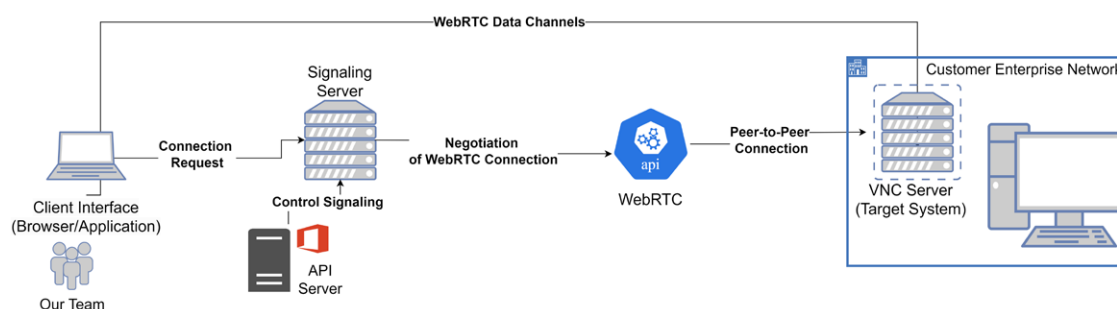 WebRTC Data Channels
Customer Enterprise Network
Signaling
Server
Connection
Request
Negotiation
of WebRTC Connection
api
WebRTC
Peer-to-Peer
Connection
VNC Server
(Target System)
Client Interface
(Browser/Application)
Our Team
Control Signaling
API
Server